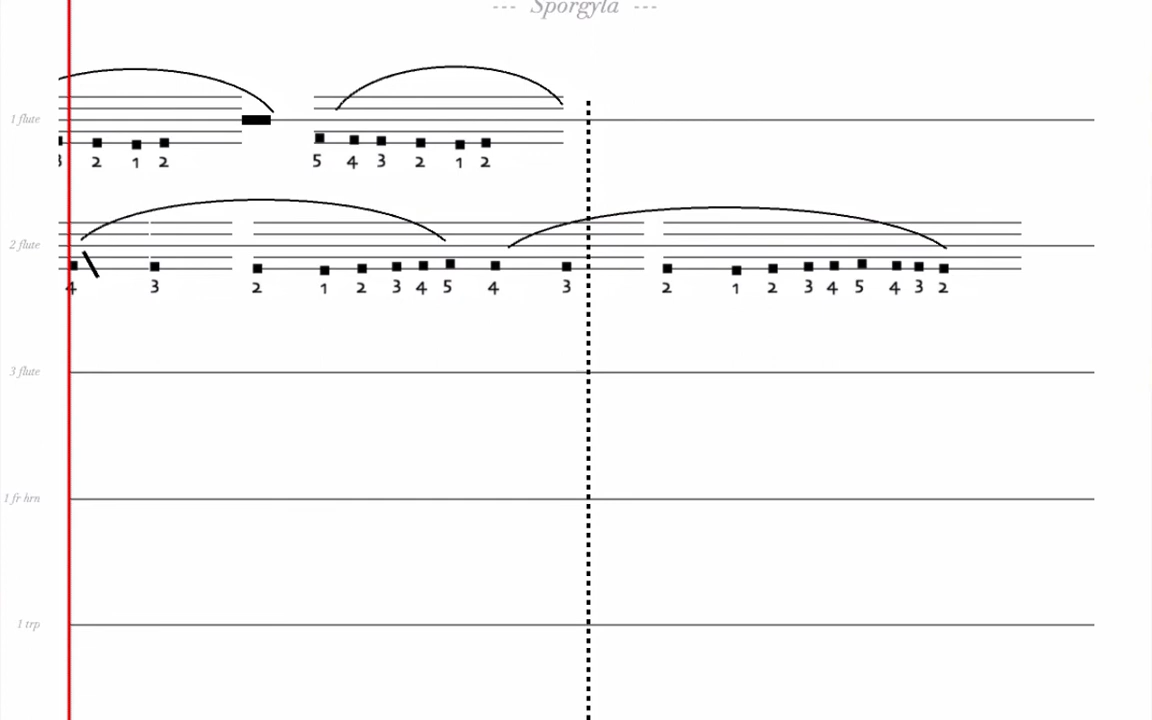 --- Sporgyla ---
1 flute
3 2 1 2 5 4 3 2 1 2
2 flute
4 3 2 1 2 3 4 5 4 3 2 1 2 3 4 5 4 3 2
3 flute
1 fr hrn
1 trp